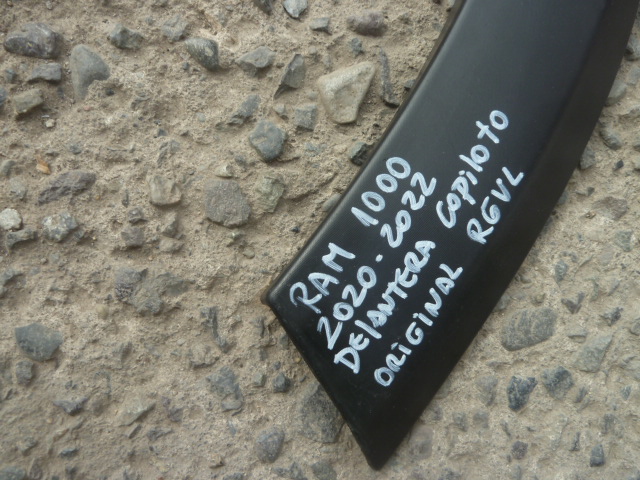 RAM 1000
2020-2022
DElANTERA COPiloto
ORiGiNAL RGVL